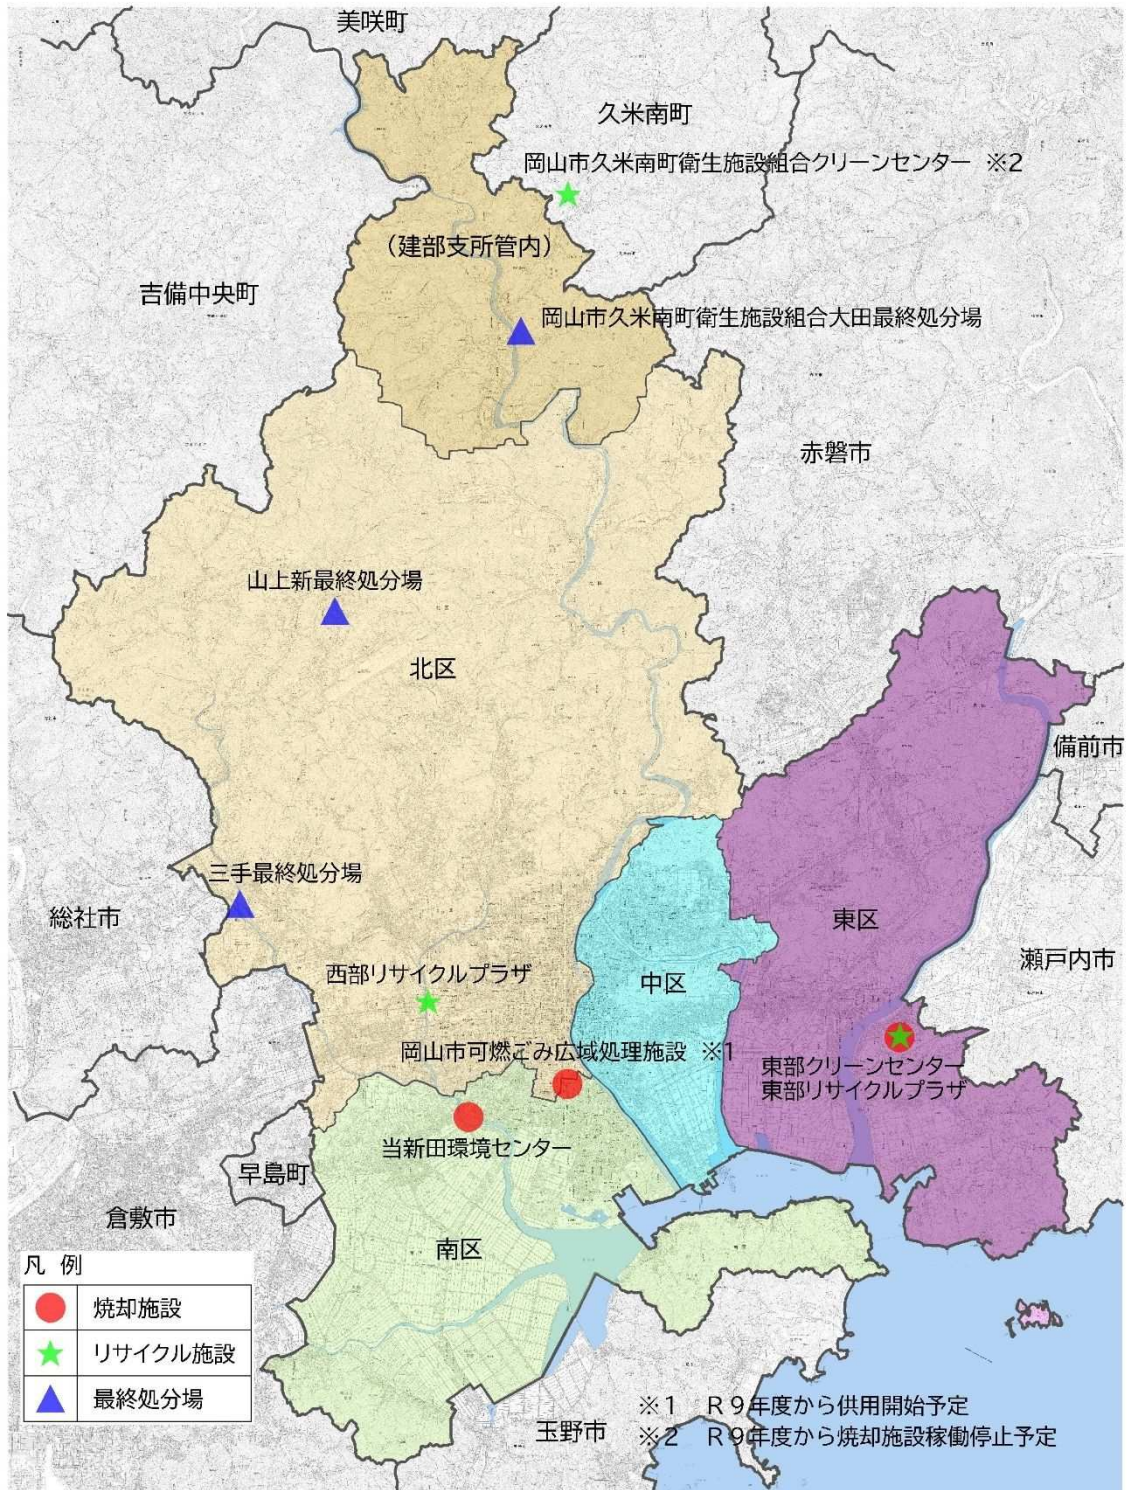 美咲町
久米南町
岡山市久米南町衛生施設組合クリーンセンター ※2
(建部支所管内)
吉備中央町
岡山市久米南町衛生施設組合大田最終処分場
赤磐市
山上新最終処分場
北区
備前市
三手最終処分場
総社市
東区
瀬戸内市
西部リサイクルプラザ
中区
岡山市可燃ごみ広域処理施設 ※1
東部クリーンセンター
東部リサイクルプラザ
当新田環境センター
早島町
倉敷市
南区
凡 例
焼却施設
リサイクル施設
最終処分場
玉野市
※1 R9年度から供用開始予定
※2 R9年度から焼却施設稼働停止予定